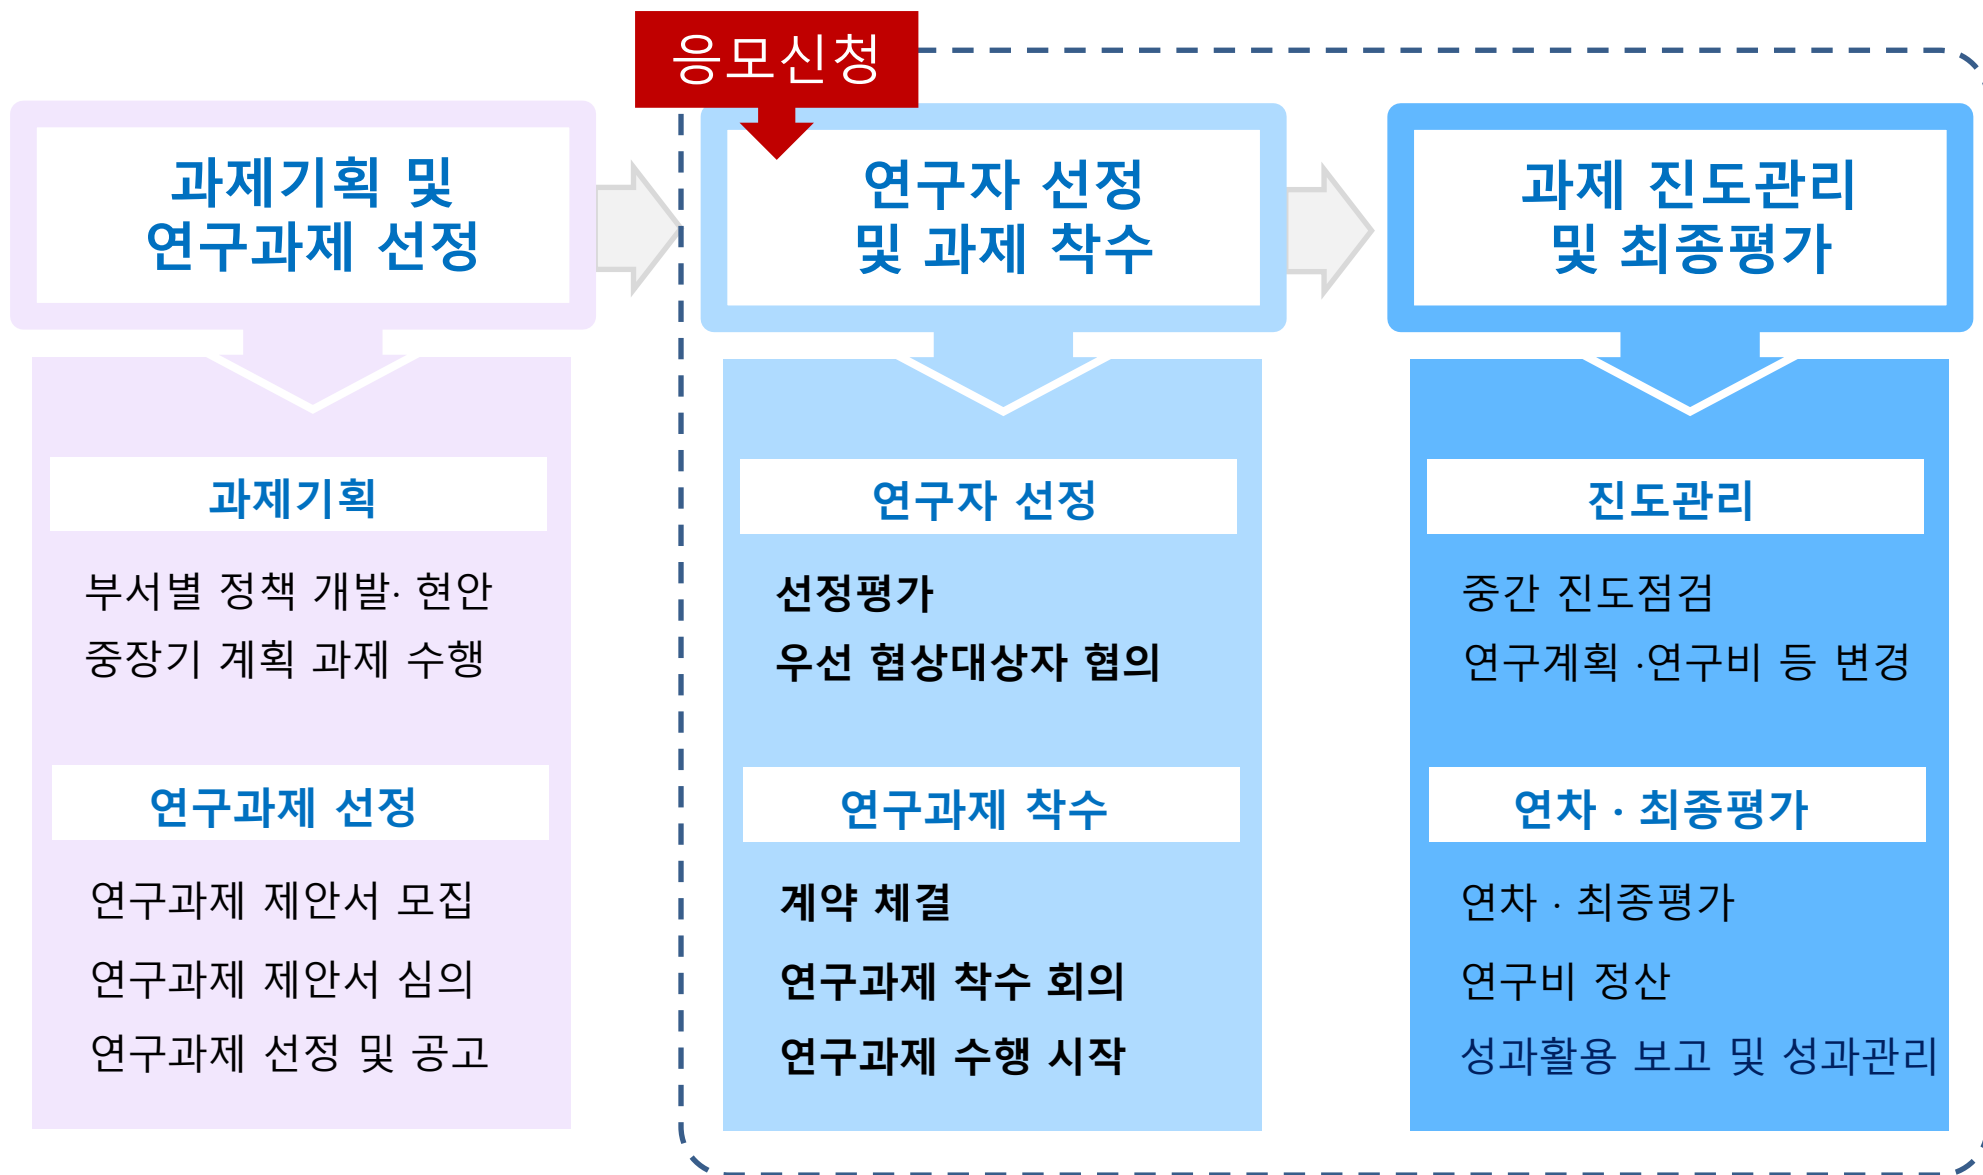 응모신청
과제기획 및
연구과제 선정
과제기획
부서별 정책 개발· 현안
중장기 계획 과제 수행
연구과제 선정
연구과제 제안서 모집
연구과제 제안서 심의
연구과제 선정 및 공고
연구자 선정
및 과제 착수
연구자 선정
선정평가
우선 협상대상자 협의
연구과제 착수
계약 체결
연구과제 착수 회의
연구과제 수행 시작
과제 진도관리
및 최종평가
진도관리
중간 진도점검
연구계획 ·연구비 등 변경
연차 · 최종평가
연차 · 최종평가
연구비 정산
성과활용 보고 및 성과관리